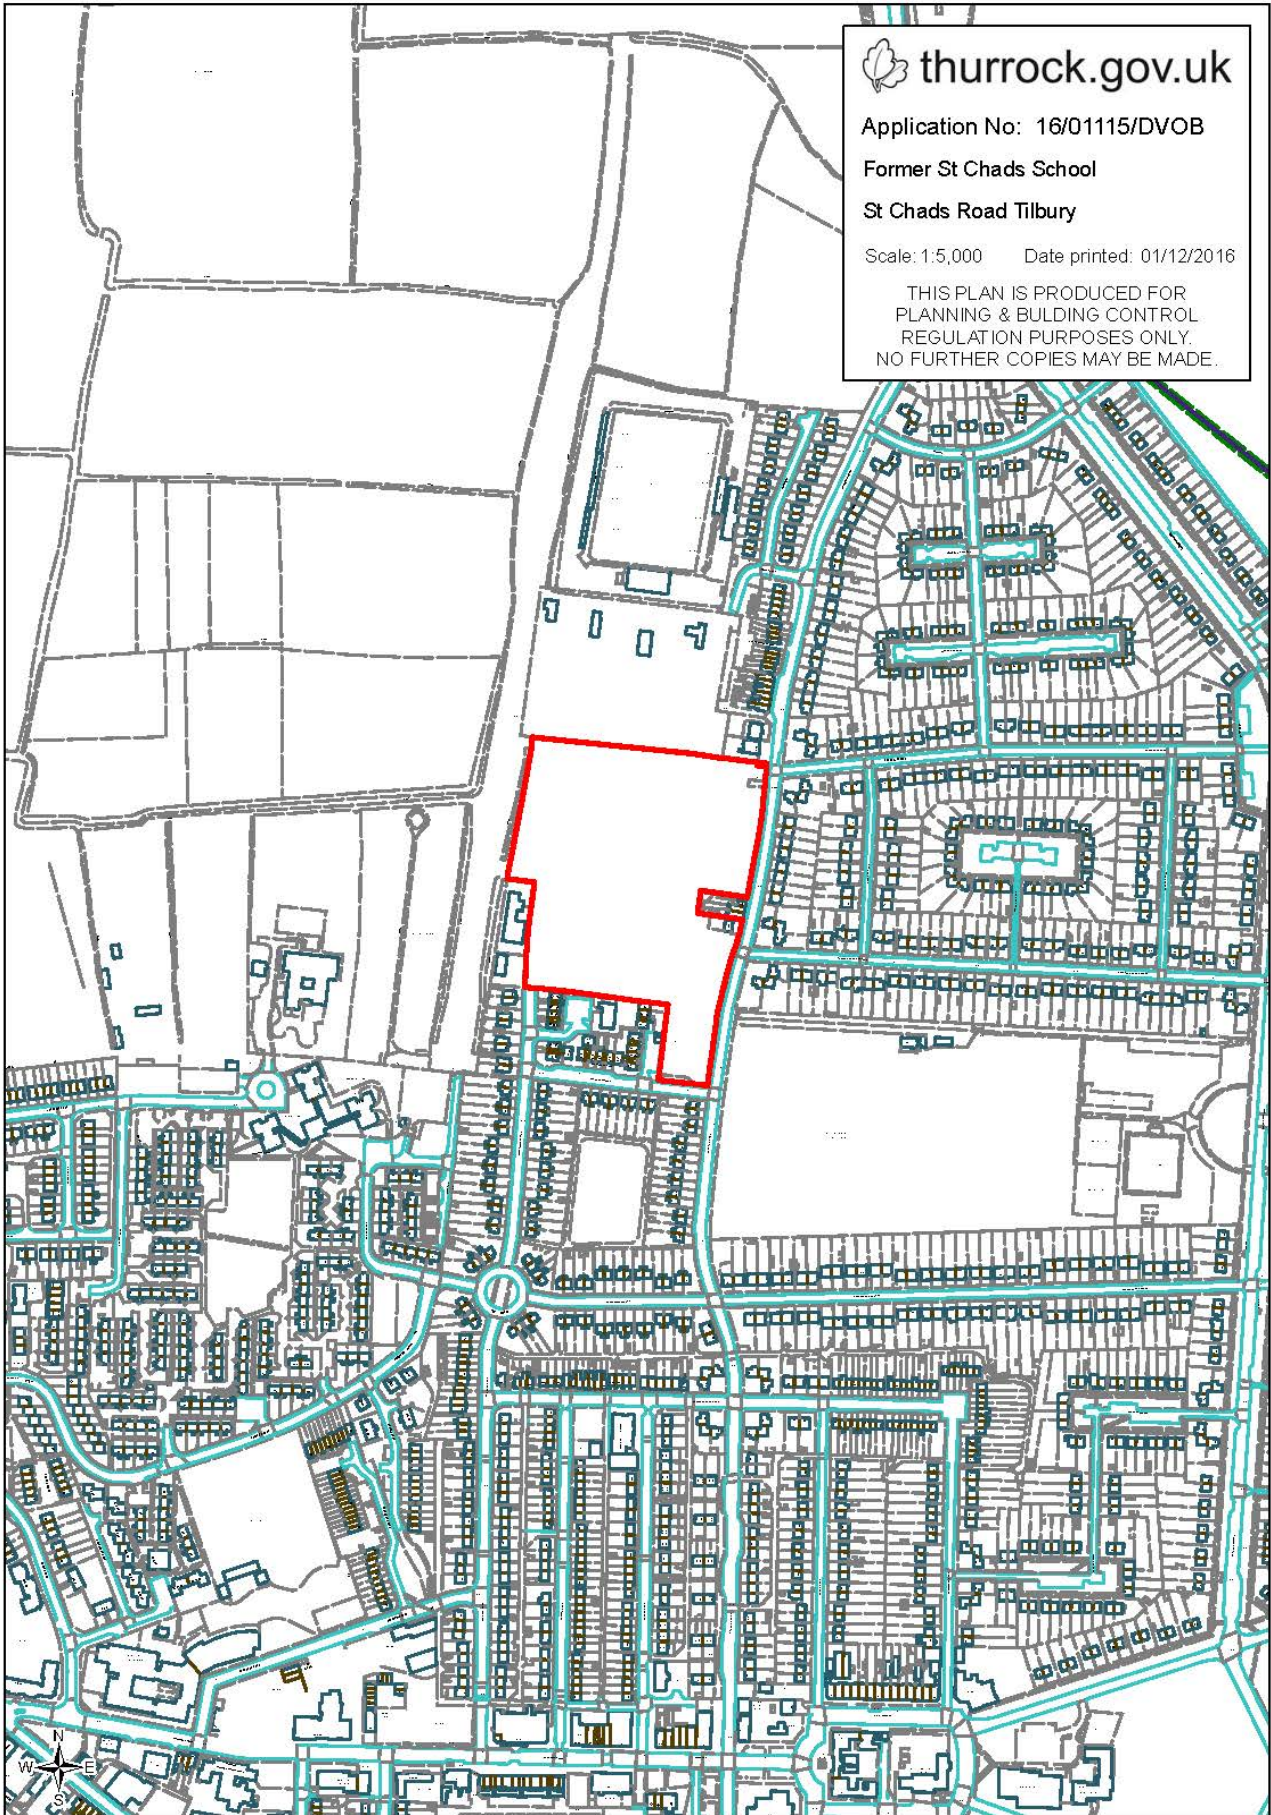 thurrock.gov.uk
Application No: 16/01115/DVOB
Former St Chads School
St Chads Road Tilbury
Scale: 1:5,000 Date printed: 01/12/2016
THIS PLAN IS PRODUCED FOR
PLANNING & BULDING CONTROL
REGULATION PURPOSES ONLY.
NO FURTHER COPIES MAY BE MADE.
N
W E
S